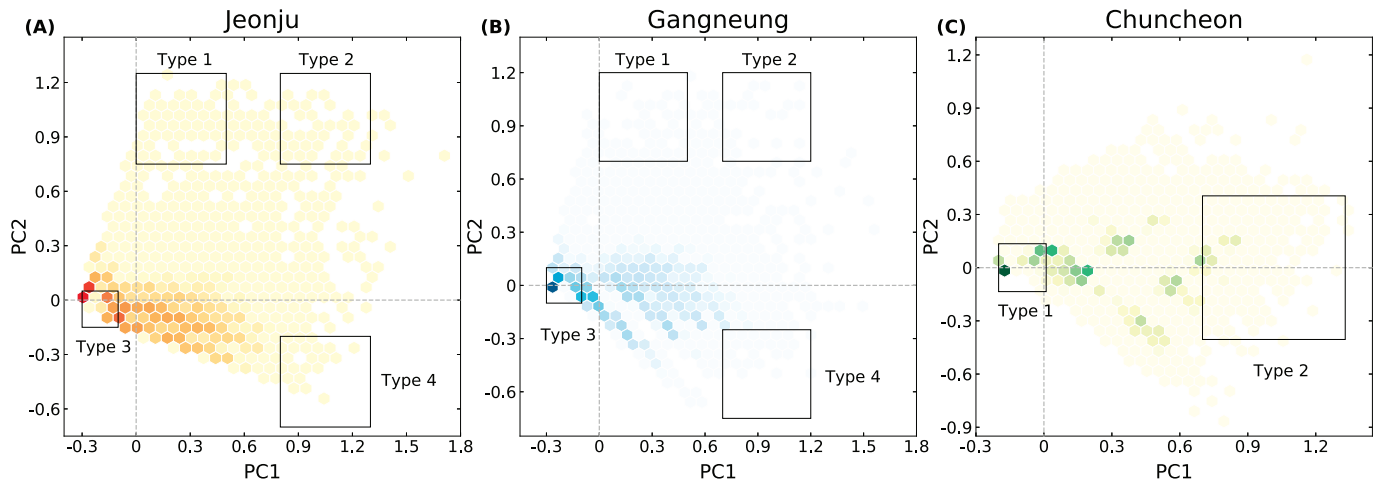 (A) Jeonju
Type 1
Type 2
Type 3
Type 4
1.2
0.9
0.6
0.3
0
-0.3
-0.6
PC2
-0.3 0 0.3 0.6 0.9 1.2 1.5 1.8
PC1
(B) Gangneung
Type 1
Type 2
Type 3
Type 4
1.2
0.9
0.6
0.3
0
-0.3
-0.6
-0.3 0 0.3 0.6 0.9 1.2 1.5 1.8
PC1
(C) Chuncheon
Type 1
Type 2
1.2
0.9
0.6
0.3
0
-0.3
-0.6
-0.9
PC2
-0.3 0 0.3 0.6 0.9 1.2
PC1